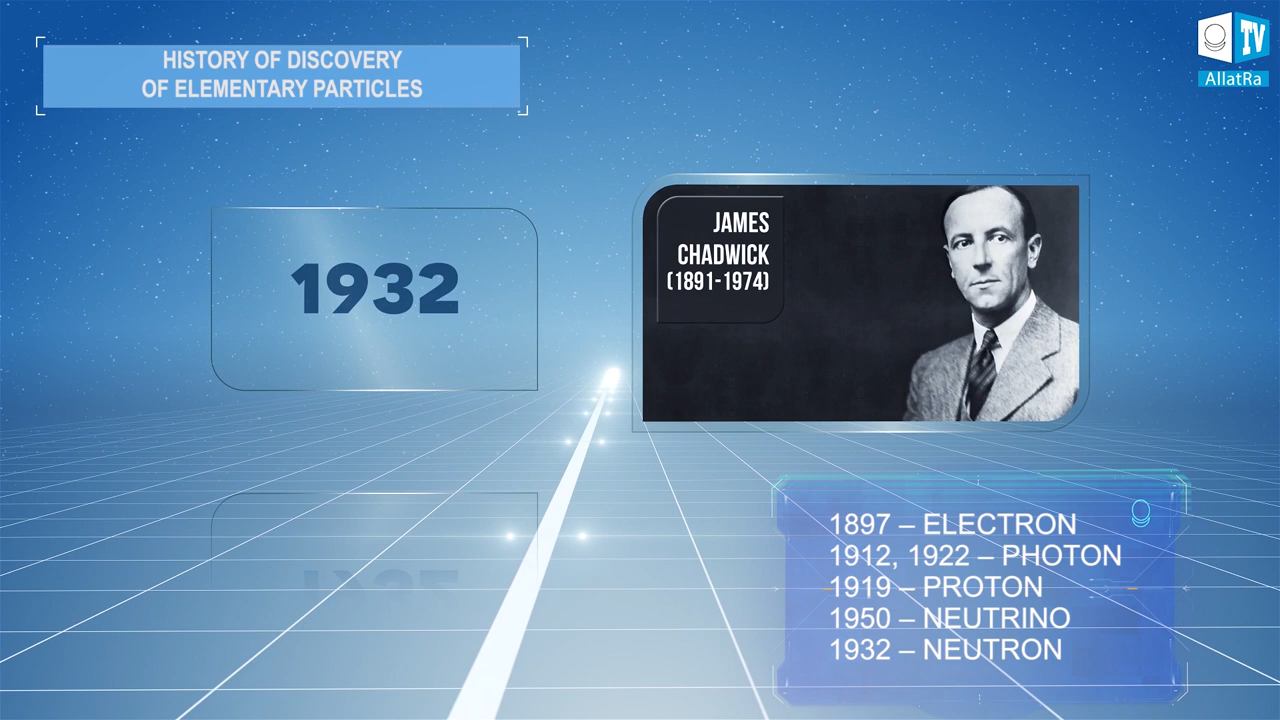 HISTORY OF DISCOVERY
OF ELEMENTARY PARTICLES
TV
AllatRa
1932
JAMES
CHADWICK
(1891-1974)
1897 – ELECTRON
1912, 1922 – PHOTON
1919 – PROTON
1950 – NEUTRINO
1932 – NEUTRON